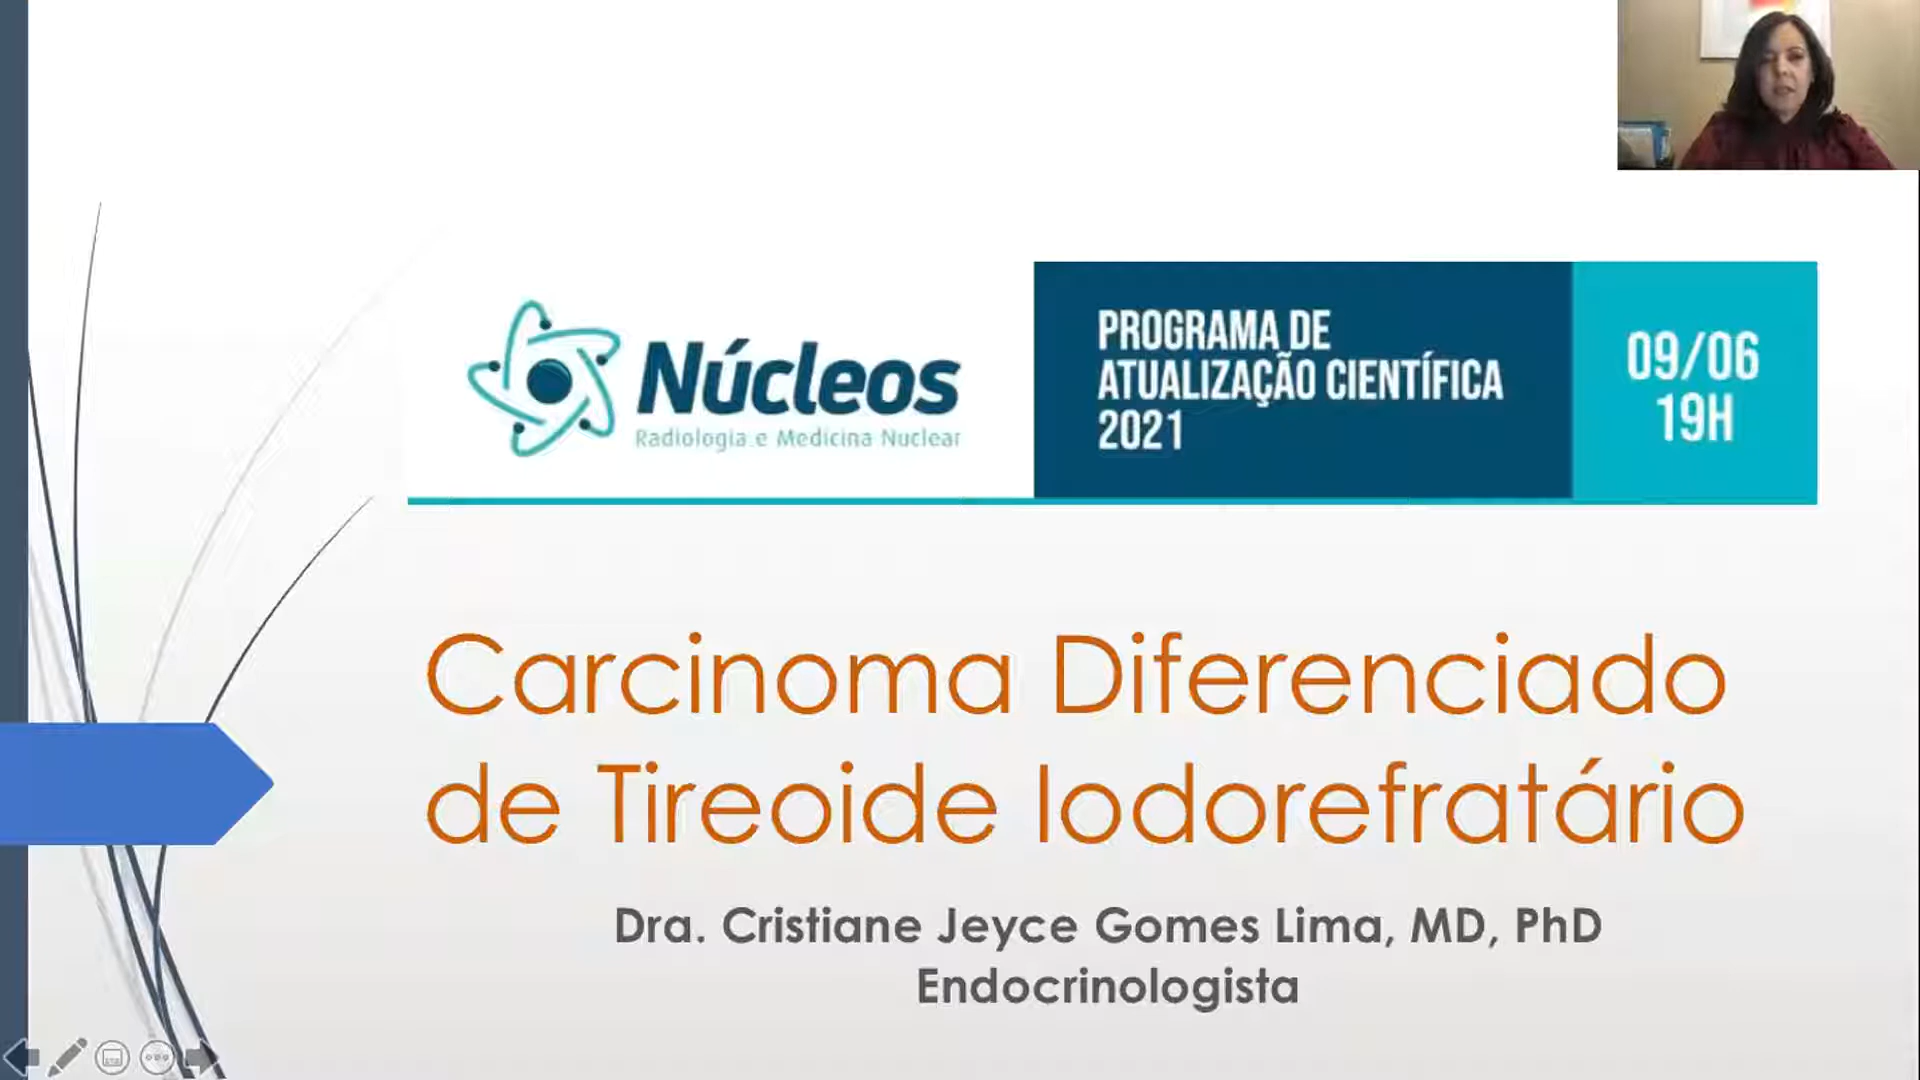 Núcleos
Radiologia e Medicina Nuclear
PROGRAMA DE
ATUALIZAÇÃO CIENTÍFICA
2021
09/06
19H
Carcinoma Diferenciado
de Tireoide Iodorefratário
Dra. Cristiane Jeyce Gomes Lima, MD, PhD
Endocrinologista